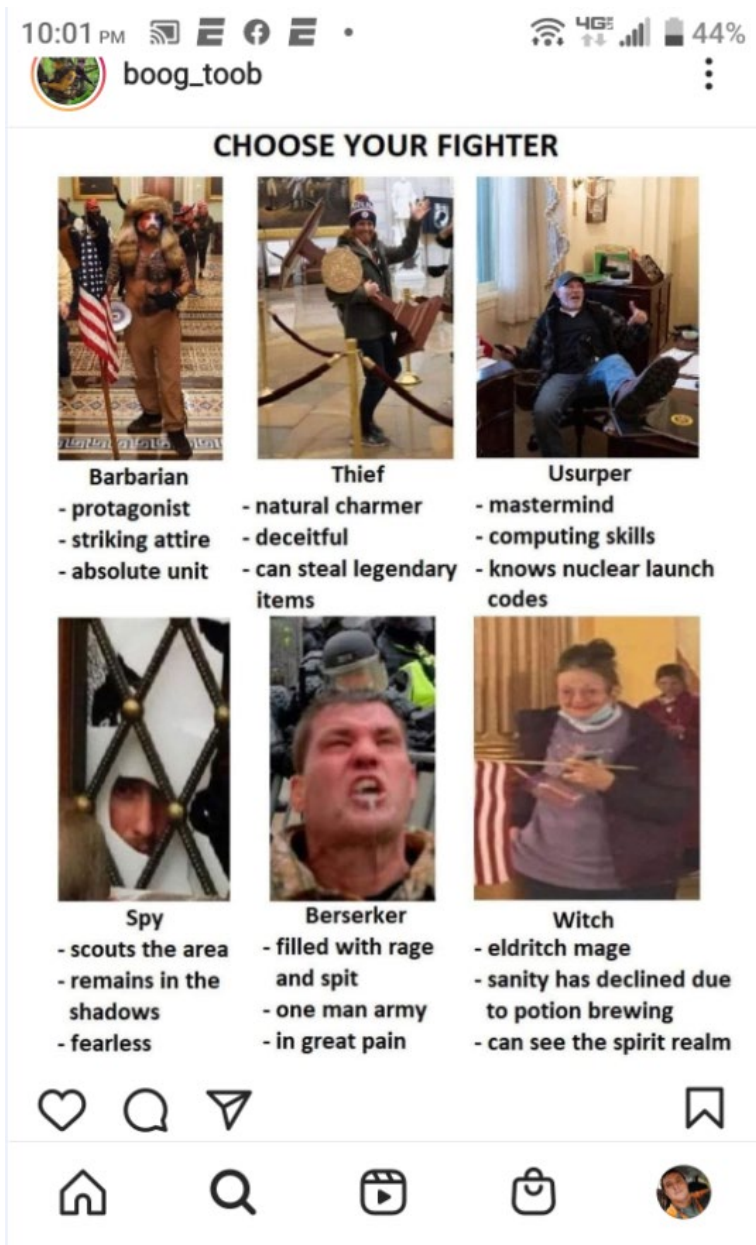 10:01 PM
4GE
44%
boog_toob
CHOOSE YOUR FIGHTER
Barbarian
- protagonist
- striking attire
- absolute unit
Thief
- natural charmer
- deceitful
- can steal legendary
items
Usurper
- mastermind
- computing skills
- knows nuclear launch
codes
Spy
- scouts the area
- remains in the
shadows
- fearless
Berserker
- filled with rage
and spit
- one man army
- in great pain
Witch
- eldritch mage
- sanity has declined due
to potion brewing
- can see the spirit realm